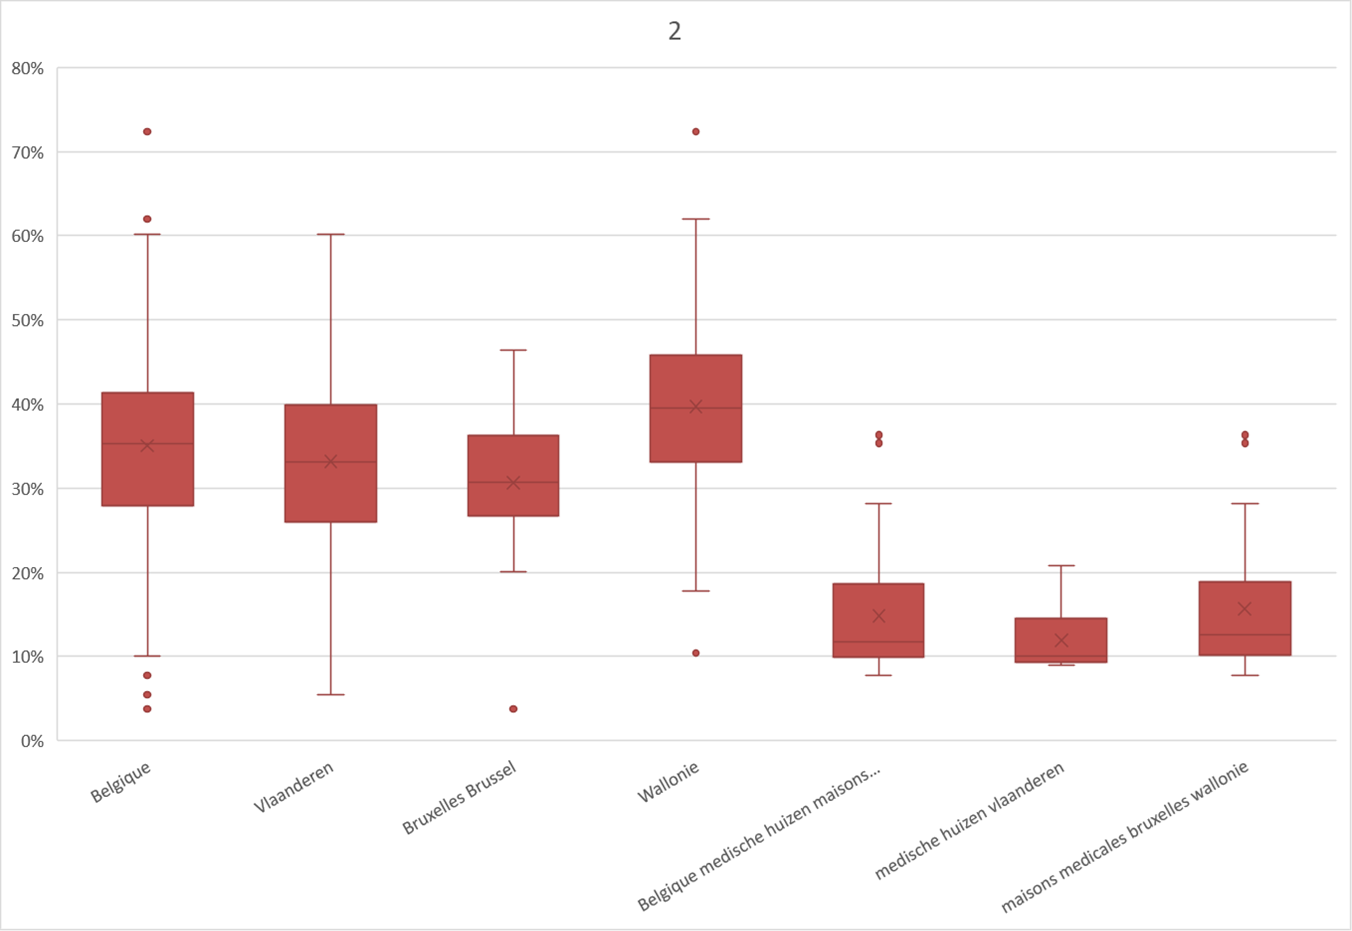 2
80%
70%
60%
50%
40%
30%
20%
10%
0%
Belgique
Vlaanderen
Bruxelles Brussel
Wallonie
Belgique medische huizen maisons...
medische huizen vlaanderen
maisons medicales bruxelles wallonie